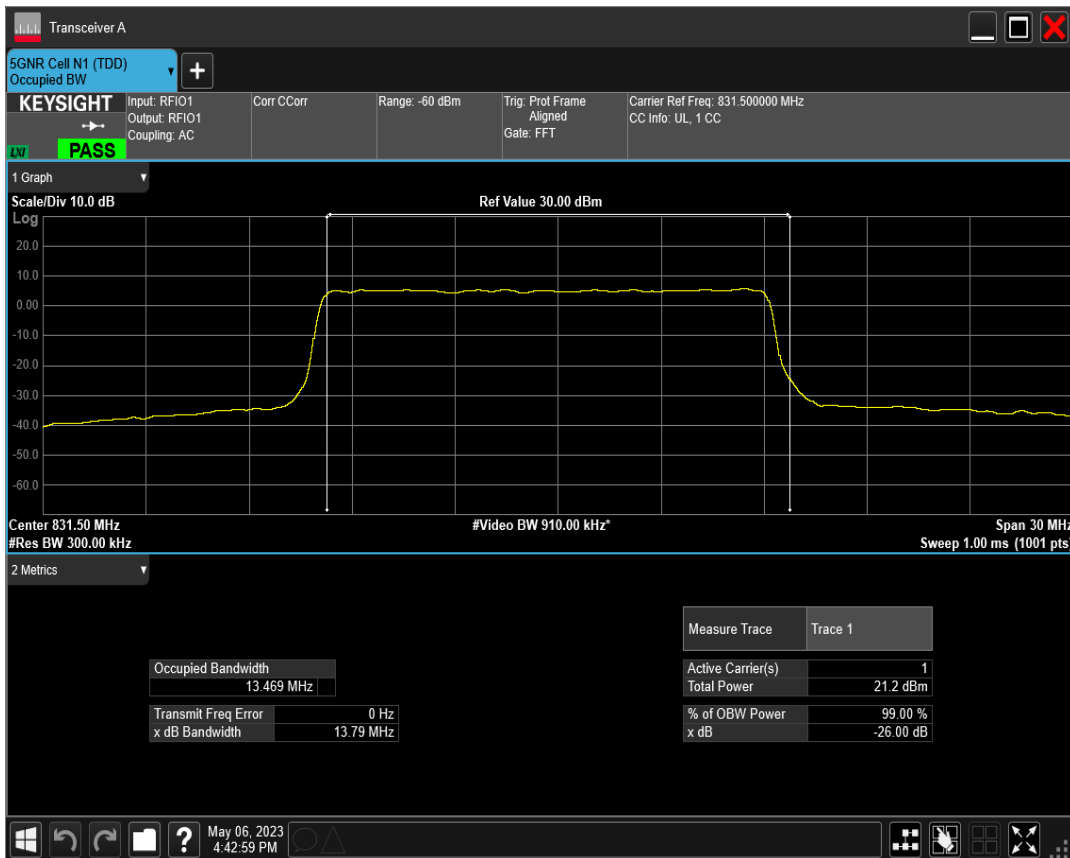 Transceiver A
5GNR Cell N1 (TDD)
Occupied BW
KEYSIGHT
LXI
PASS
Input: RFIO1
Output: RFIO1
Coupling: AC
Corr CCorr
Range: -60 dBm
Trig: Prot Frame
Aligned
Gate: FFT
Carrier Ref Freq: 831.500000 MHz
CC Info: UL, 1 CC
1 Graph
Scale/Div 10.0 dB
Ref Value 30.00 dBm
Log
20.0
10.0
0.00
-10.0
-20.0
-30.0
-40.0
-50.0
-60.0
Center 831.50 MHz
#Video BW 910.00 kHz*
Span 30 MHz
#Res BW 300.00 kHz
Sweep 1.00 ms (1001 pts)
2 Metrics
Measure Trace Trace 1
Occupied Bandwidth
13.469 MHz
Active Carrier(s) 1
Total Power 21.2 dBm
Transmit Freq Error 0 Hz
x dB Bandwidth 13.79 MHz
% of OBW Power 99.00 %
x dB -26.00 dB
?
May 06, 2023
4:42:59 PM